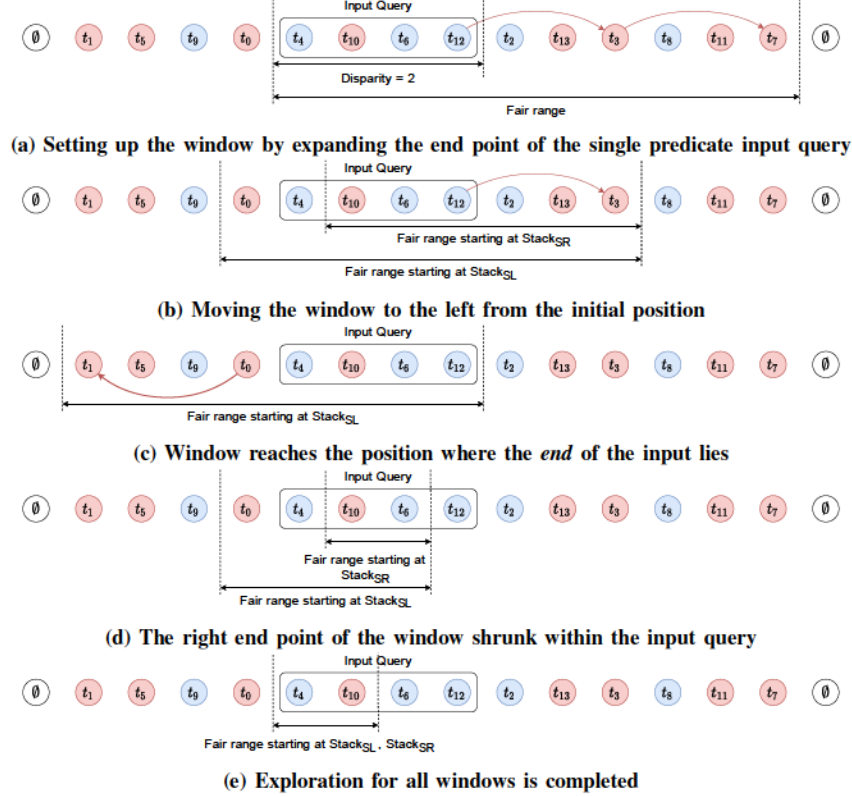 Input Query
∅ t1 t5 t9 t0 t4 t10 t6 t12 t2 t13 t3 t8 t11 t7 ∅
Disparity = 2
Fair range
(a) Setting up the window by expanding the end point of the single predicate input query
Input Query
∅ t1 t5 t9 t0 t4 t10 t6 t12 t2 t13 t3 t8 t11 t7 ∅
Fair range starting at StackSR
Fair range starting at StackSL
(b) Moving the window to the left from the initial position
Input Query
∅ t1 t5 t9 t0 t4 t10 t6 t12 t2 t13 t3 t8 t11 t7 ∅
Fair range starting at StackSL
(c) Window reaches the position where the end of the input lies
Input Query
∅ t1 t5 t9 t0 t4 t10 t6 t12 t2 t13 t3 t8 t11 t7 ∅
Fair range starting at
StackSR
Fair range starting at StackSL
(d) The right end point of the window shrunk within the input query
Input Query
∅ t1 t5 t9 t0 t4 t10 t6 t12 t2 t13 t3 t8 t11 t7 ∅
Fair range starting at StackSL , StackSR
(e) Exploration for all windows is completed